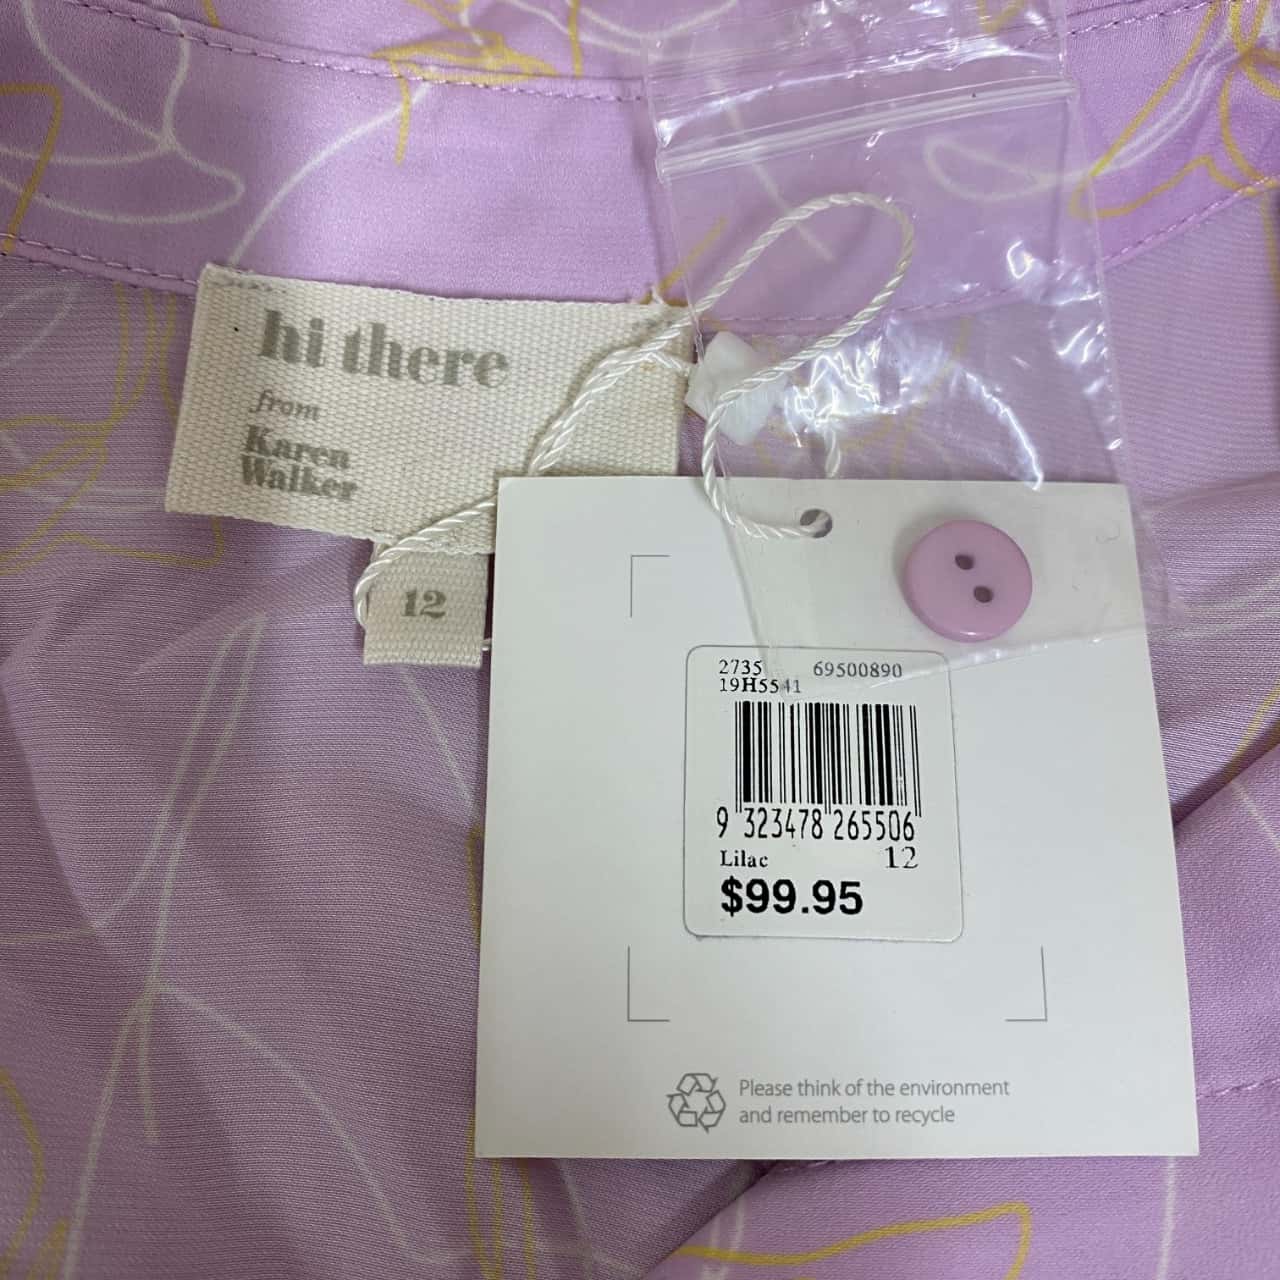 hi there
from
Karen
Walker
12
2735 69500890
19H5541
9 323478 265506
Lilac 12
$99.95
Please think of the environment
and remember to recycle